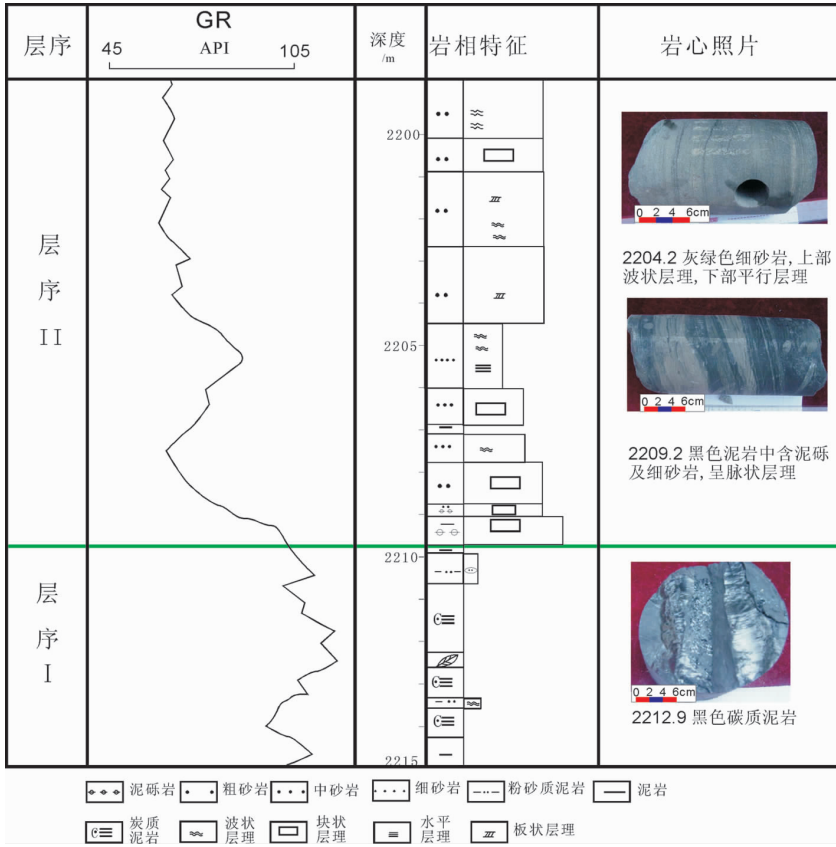 层序
GR
API
45
105
深度
/m
岩相特征
岩心照片
层
序
II
层
序
I
2200
2205
2210
2215
0 2 4 6cm
2204.2 灰绿色细砂岩,上部
波状层理,下部平行层理
0 2 4 6cm
2209.2 黑色泥岩中含泥砾
及细砂岩,呈脉状层理
0 2 4 6cm
2212.9 黑色碳质泥岩
泥砾岩
粗砂岩
中砂岩
细砂岩
粉砂质泥岩
泥岩
炭质
泥岩
波状
层理
块状
层理
水平
层理
板状层理